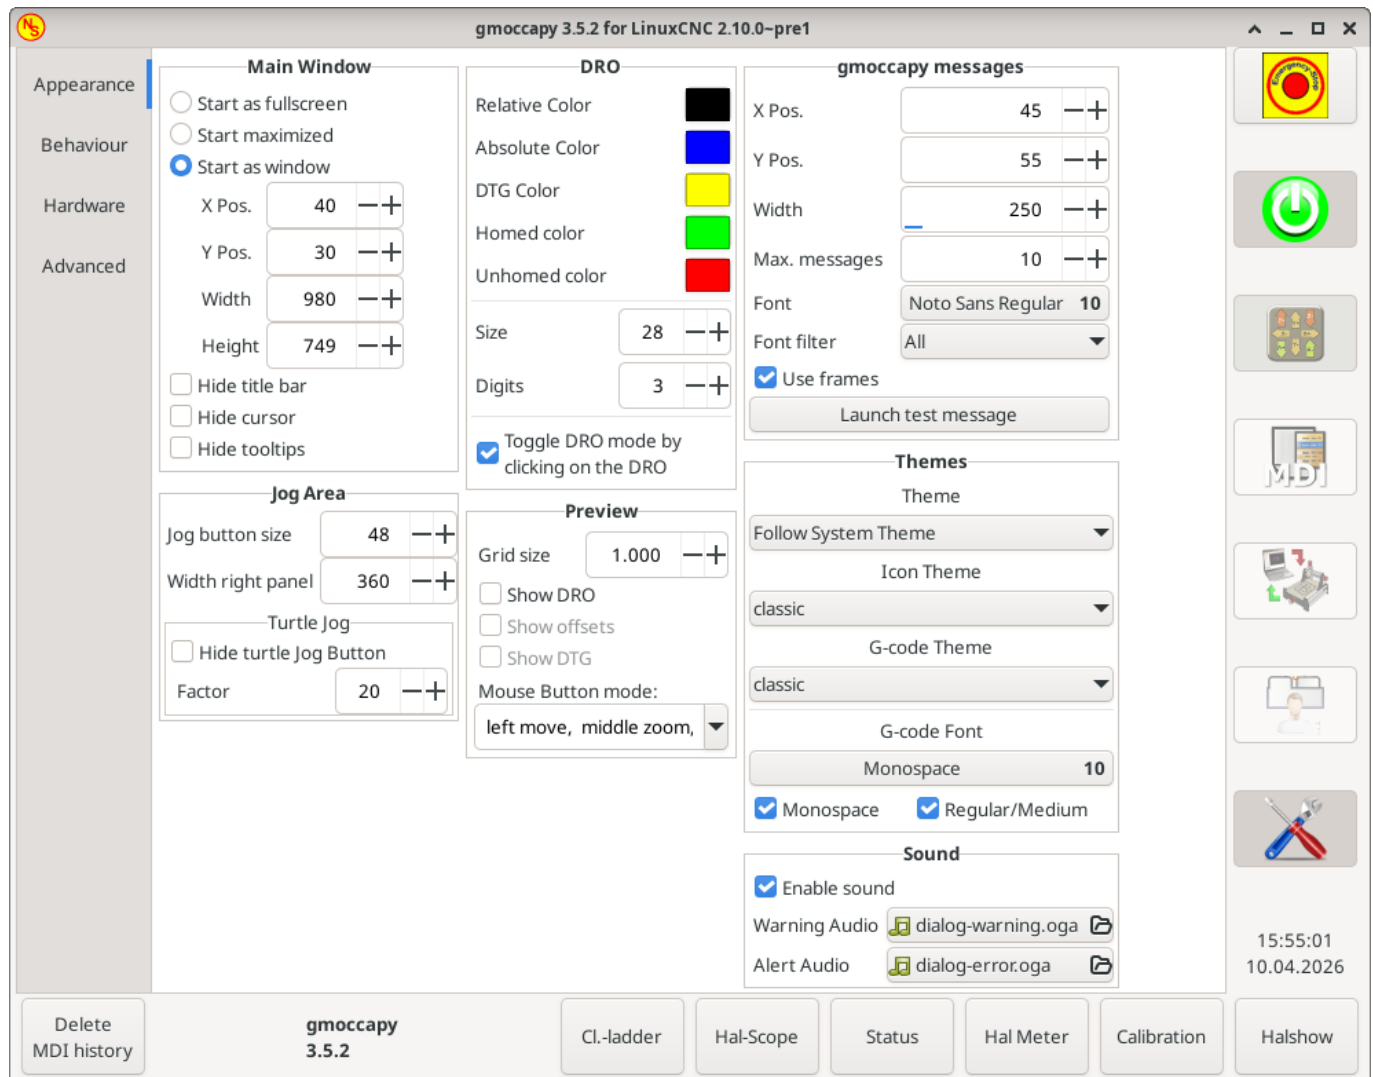 gmoccapy 3.5.2 for LinuxCNC 2.10.0~pre1
Appearance
Behaviour
Hardware
Advanced
Main Window
Start as fullscreen
Start maximized
Start as window
X Pos. 40
Y Pos. 30
Width 980
Height 749
Hide title bar
Hide cursor
Hide tooltips
Jog Area
Jog button size 48
Width right panel 360
Turtle Jog
Hide turtle Jog Button
Factor 20
DRO
Relative Color
Absolute Color
DTG Color
Homed color
Unhomed color
Size 28
Digits 3
Toggle DRO mode by
clicking on the DRO
Preview
Grid size 1.000
Show DRO
Show offsets
Show DTG
Mouse Button mode:
left move, middle zoom,
gmoccapy messages
X Pos. 45
Y Pos. 55
Width 250
Max. messages 10
Font Noto Sans Regular 10
Font filter All
Use frames
Launch test message
Themes
Theme
Follow System Theme
Icon Theme
classic
G-code Theme
classic
G-code Font
Monospace 10
Monospace Regular/Medium
Sound
Enable sound
Warning Audio dialog-warning.oga
Alert Audio dialog-error.oga
Emergency-Stop
MDI
15:55:01
10.04.2026
Delete
MDI history
gmoccapy
3.5.2
Cl.-ladder
Hal-Scope
Status
Hal Meter
Calibration
Halshow
NS